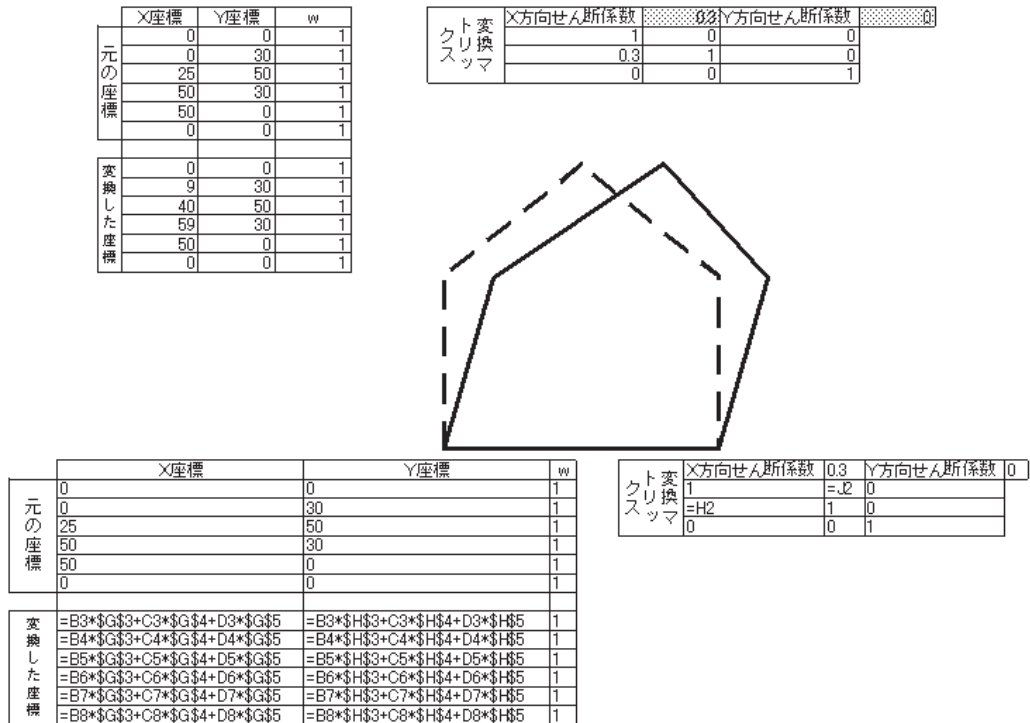 X座標 Y座標 w
元の座標
0 0 1
0 30 1
25 50 1
50 30 1
50 0 1
0 0 1
変換した座標
0 0 1
9 30 1
40 50 1
59 30 1
50 0 1
0 0 1
変換マトリックス
X方向せん断係数 0.3 Y方向せん断係数 0
1 0 0
0.3 1 0
0 0 1
X座標 Y座標 w
元の座標
0 0 1
0 30 1
25 50 1
50 30 1
50 0 1
0 0 1
変換した座標
=B3*$G$3+C3*$G$4+D3*$G$5 =B3*$H$3+C3*$H$4+D3*$H$5 1
=B4*$G$3+C4*$G$4+D4*$G$5 =B4*$H$3+C4*$H$4+D4*$H$5 1
=B5*$G$3+C5*$G$4+D5*$G$5 =B5*$H$3+C5*$H$4+D5*$H$5 1
=B6*$G$3+C6*$G$4+D6*$G$5 =B6*$H$3+C6*$H$4+D6*$H$5 1
=B7*$G$3+C7*$G$4+D7*$G$5 =B7*$H$3+C7*$H$4+D7*$H$5 1
=B8*$G$3+C8*$G$4+D8*$G$5 =B8*$H$3+C8*$H$4+D8*$H$5 1
変換マトリックス
X方向せん断係数 0.3 Y方向せん断係数 0
1 =J2 0
=H2 1 0
0 0 1